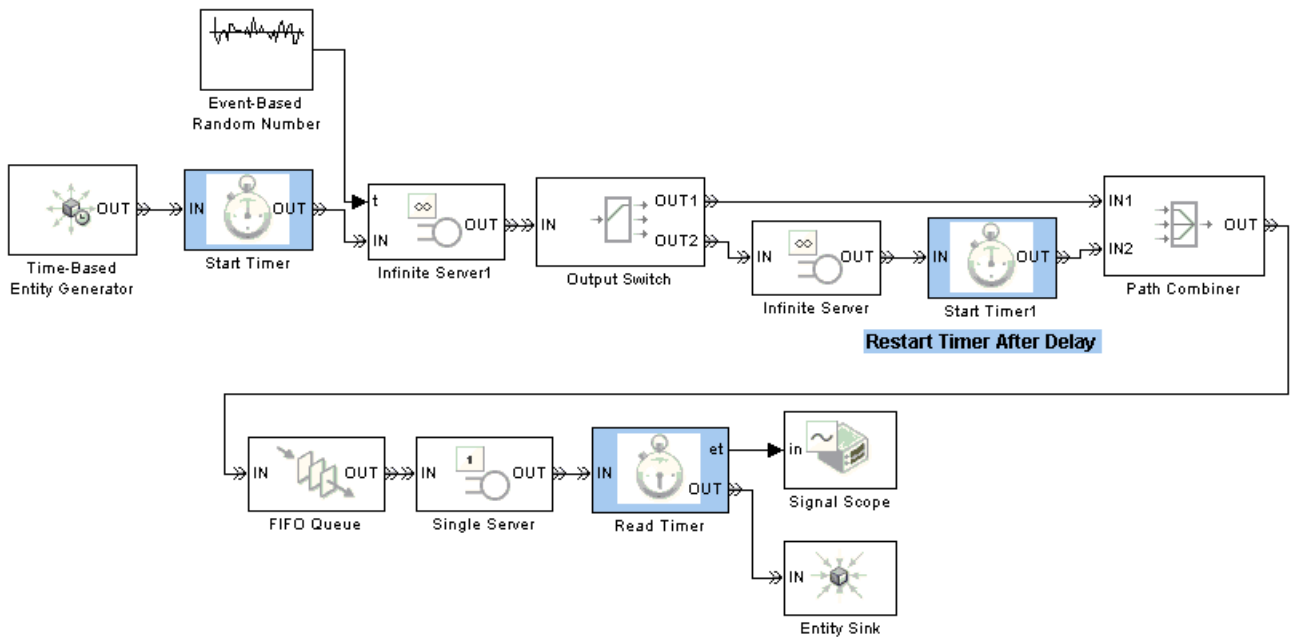 Event-Based
Random Number
OUT
Time-Based
Entity Generator
IN OUT
Start Timer
t
∞
IN
OUT
Infinite Server1
IN
OUT1
OUT2
Output Switch
∞
IN
OUT
Infinite Server
IN
OUT
Start Timer1
Restart Timer After Delay
IN1
IN2
OUT
Path Combiner
IN
OUT
FIFO Queue
1
IN
OUT
Single Server
IN
et
OUT
Read Timer
in
Signal Scope
IN
Entity Sink